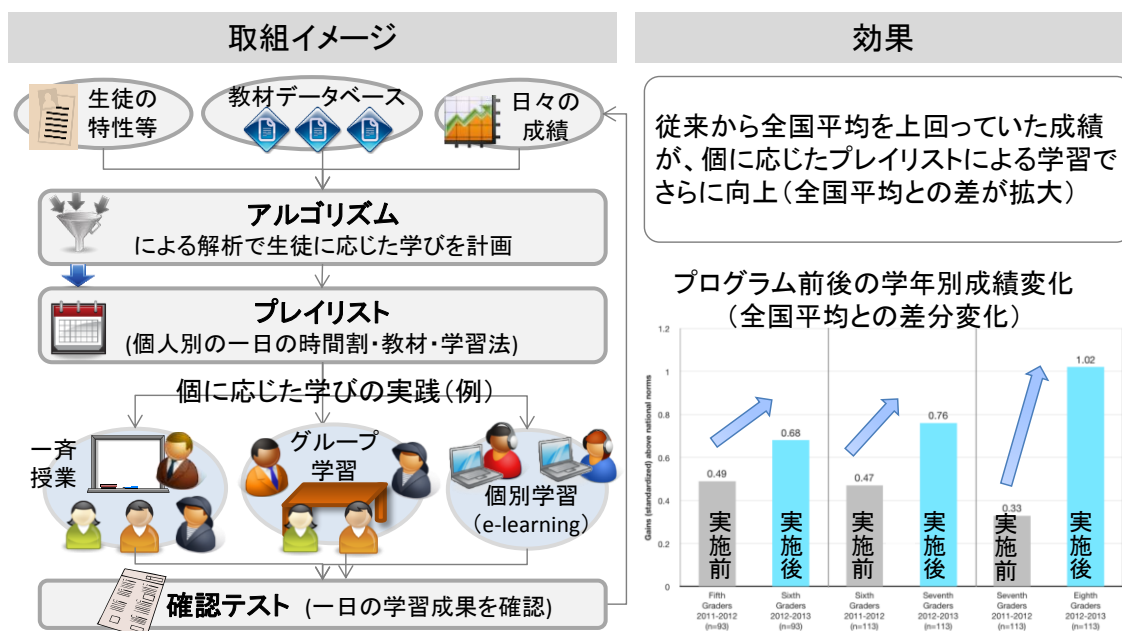 取組イメージ
生徒の
特性等
教材データベース
日々の
成績
アルゴリズム
による解析で生徒に応じた学びを計画
プレイリスト
(個人別の一日の時間割・教材・学習法)
個に応じた学びの実践(例)
一斉
授業
グループ
学習
個別学習
(e-learning)
確認テスト (一日の学習成果を確認)
効果
従来から全国平均を上回っていた成績
が、個に応じたプレイリストによる学習で
さらに向上(全国平均との差が拡大)
プログラム前後の学年別成績変化
(全国平均との差分変化)
Gains (standardized) above national norms
1.2
1
0.8
0.6
0.4
0.2
0
0.49
0.68
0.47
0.76
0.33
1.02
実施前
実施後
実施前
実施後
実施前
実施後
Fifth
Graders
2011-2012
(n=93)
Sixth
Graders
2012-2013
(n=93)
Sixth
Graders
2011-2012
(n=113)
Seventh
Graders
2012-2013
(n=113)
Seventh
Graders
2011-2012
(n=113)
Eighth
Graders
2012-2013
(n=113)